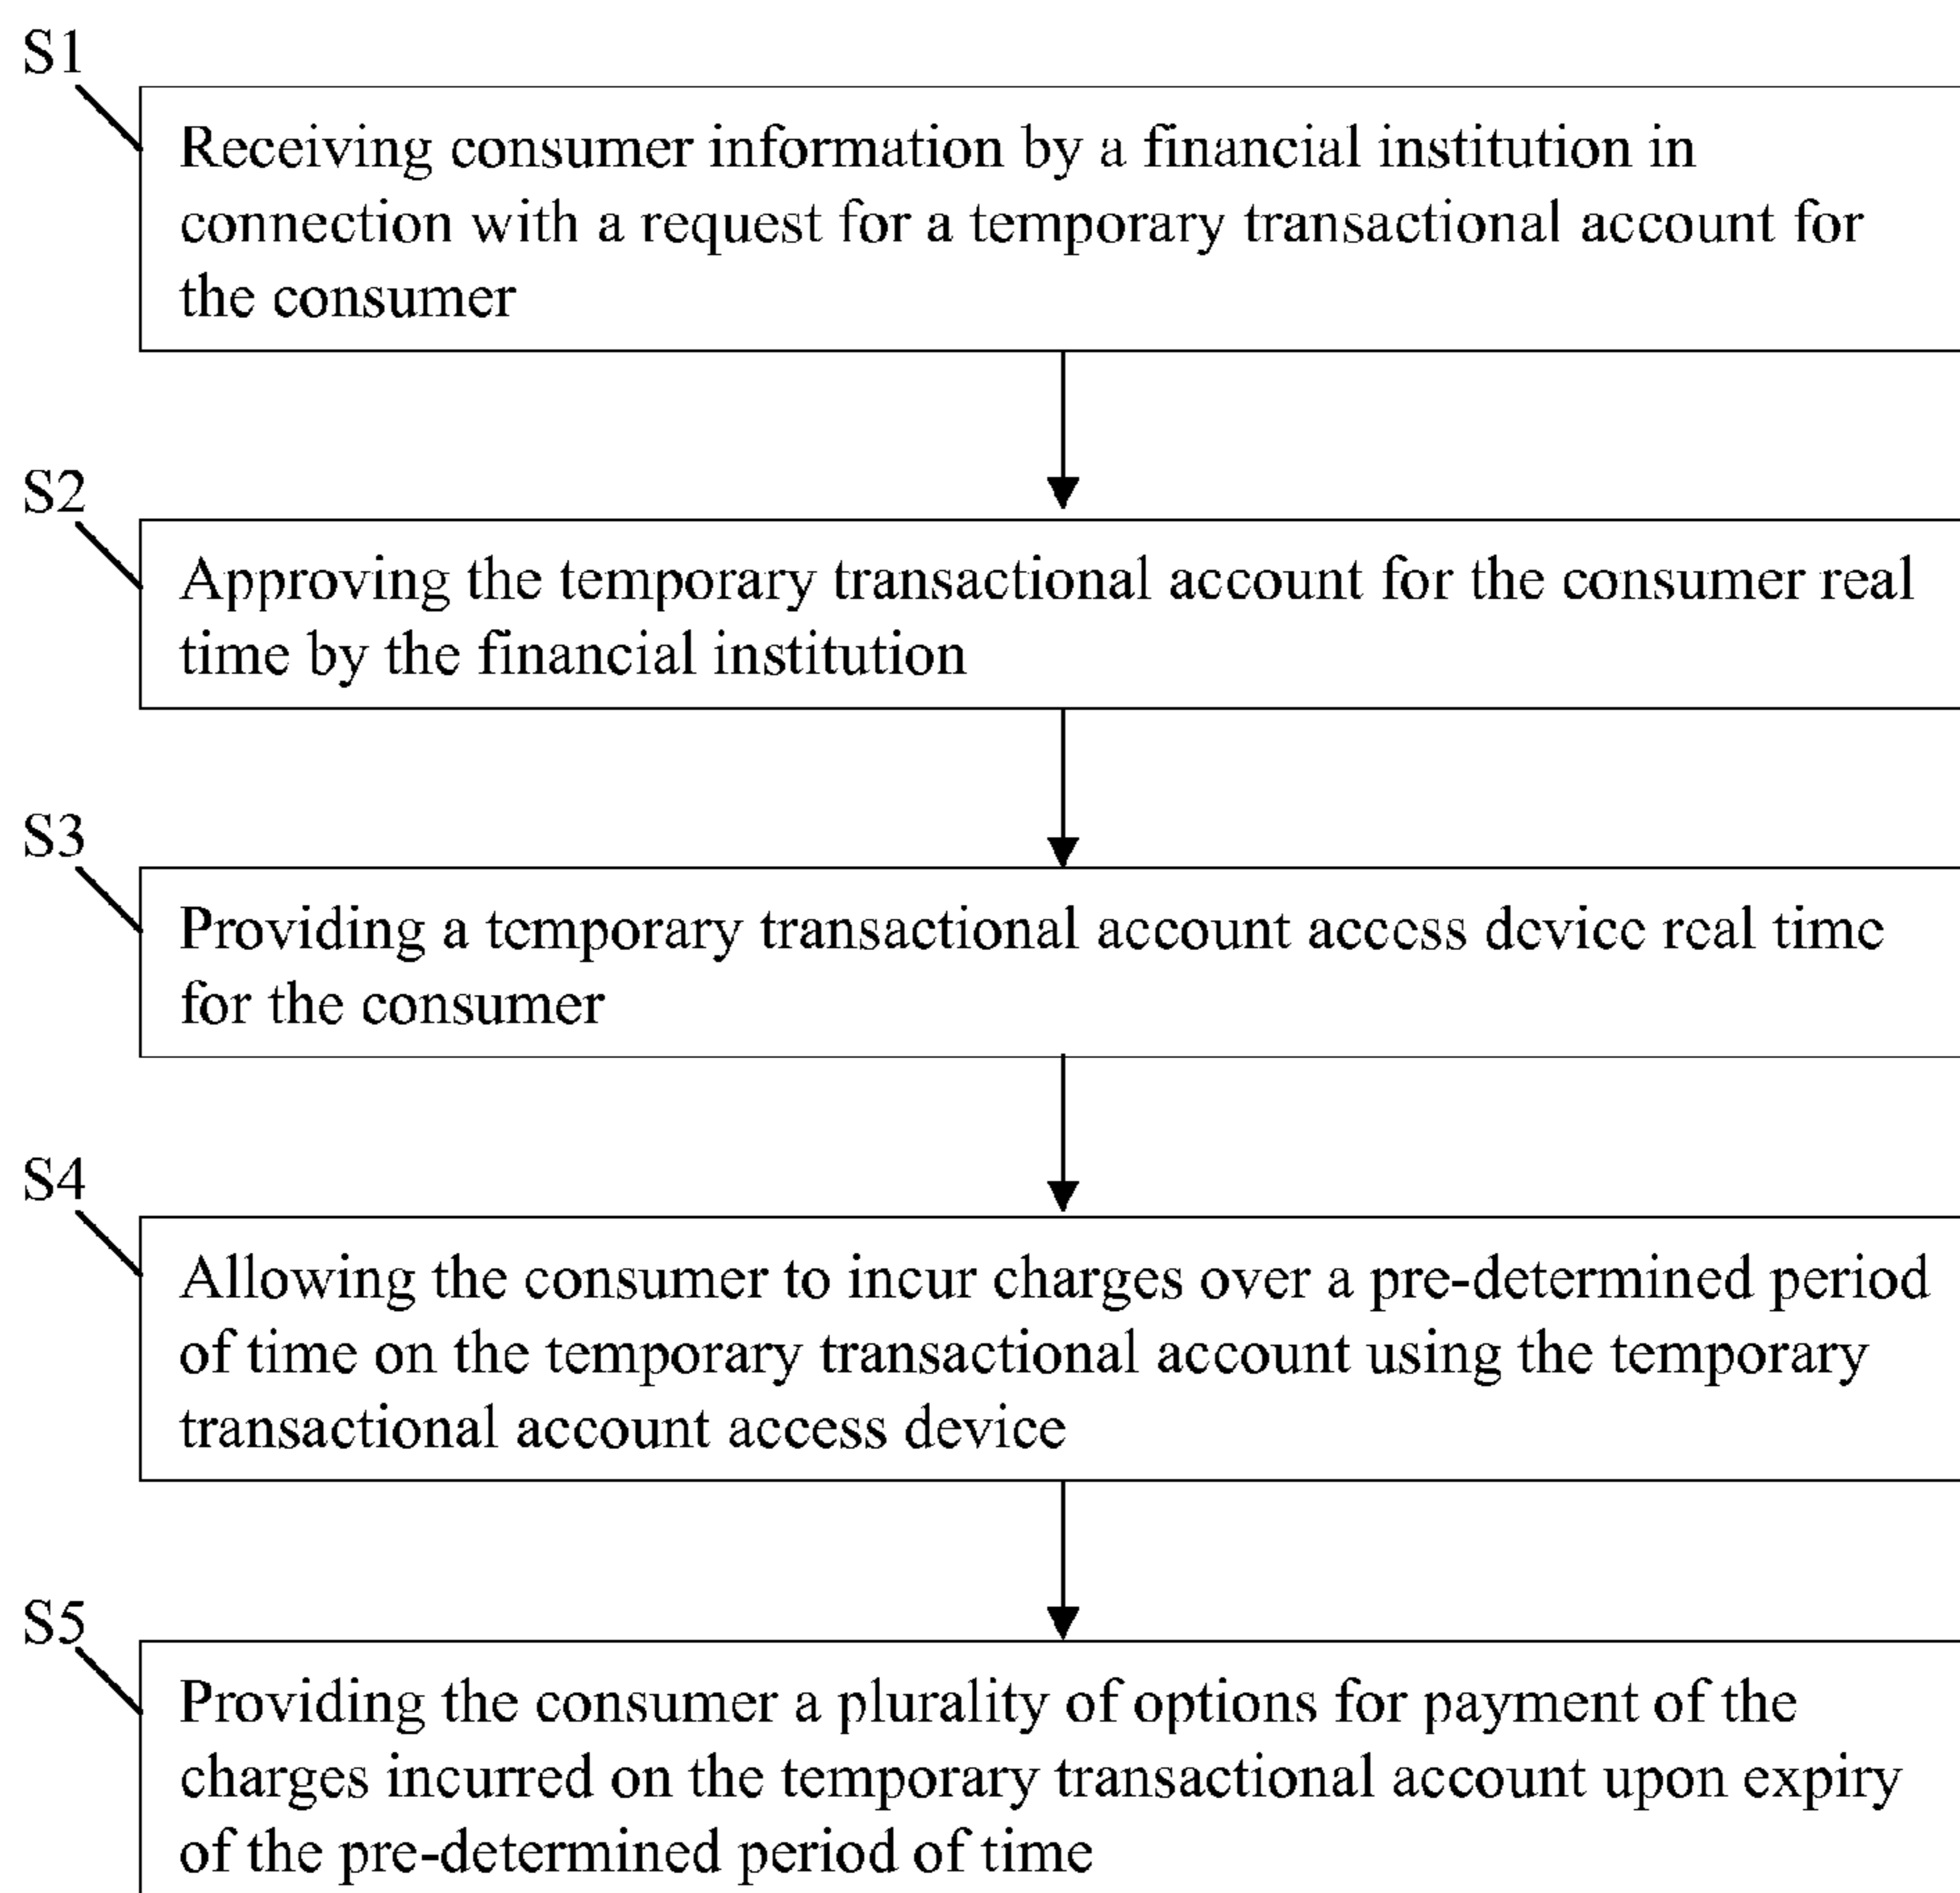 S1
Receiving consumer information by a financial institution in
connection with a request for a temporary transactional account for
the consumer
S2
Approving the temporary transactional account for the consumer real
time by the financial institution
S3
Providing a temporary transactional account access device real time
for the consumer
S4
Allowing the consumer to incur charges over a pre-determined period
of time on the temporary transactional account using the temporary
transactional account access device
S5
Providing the consumer a plurality of options for payment of the
charges incurred on the temporary transactional account upon expiry
of the pre-determined period of time